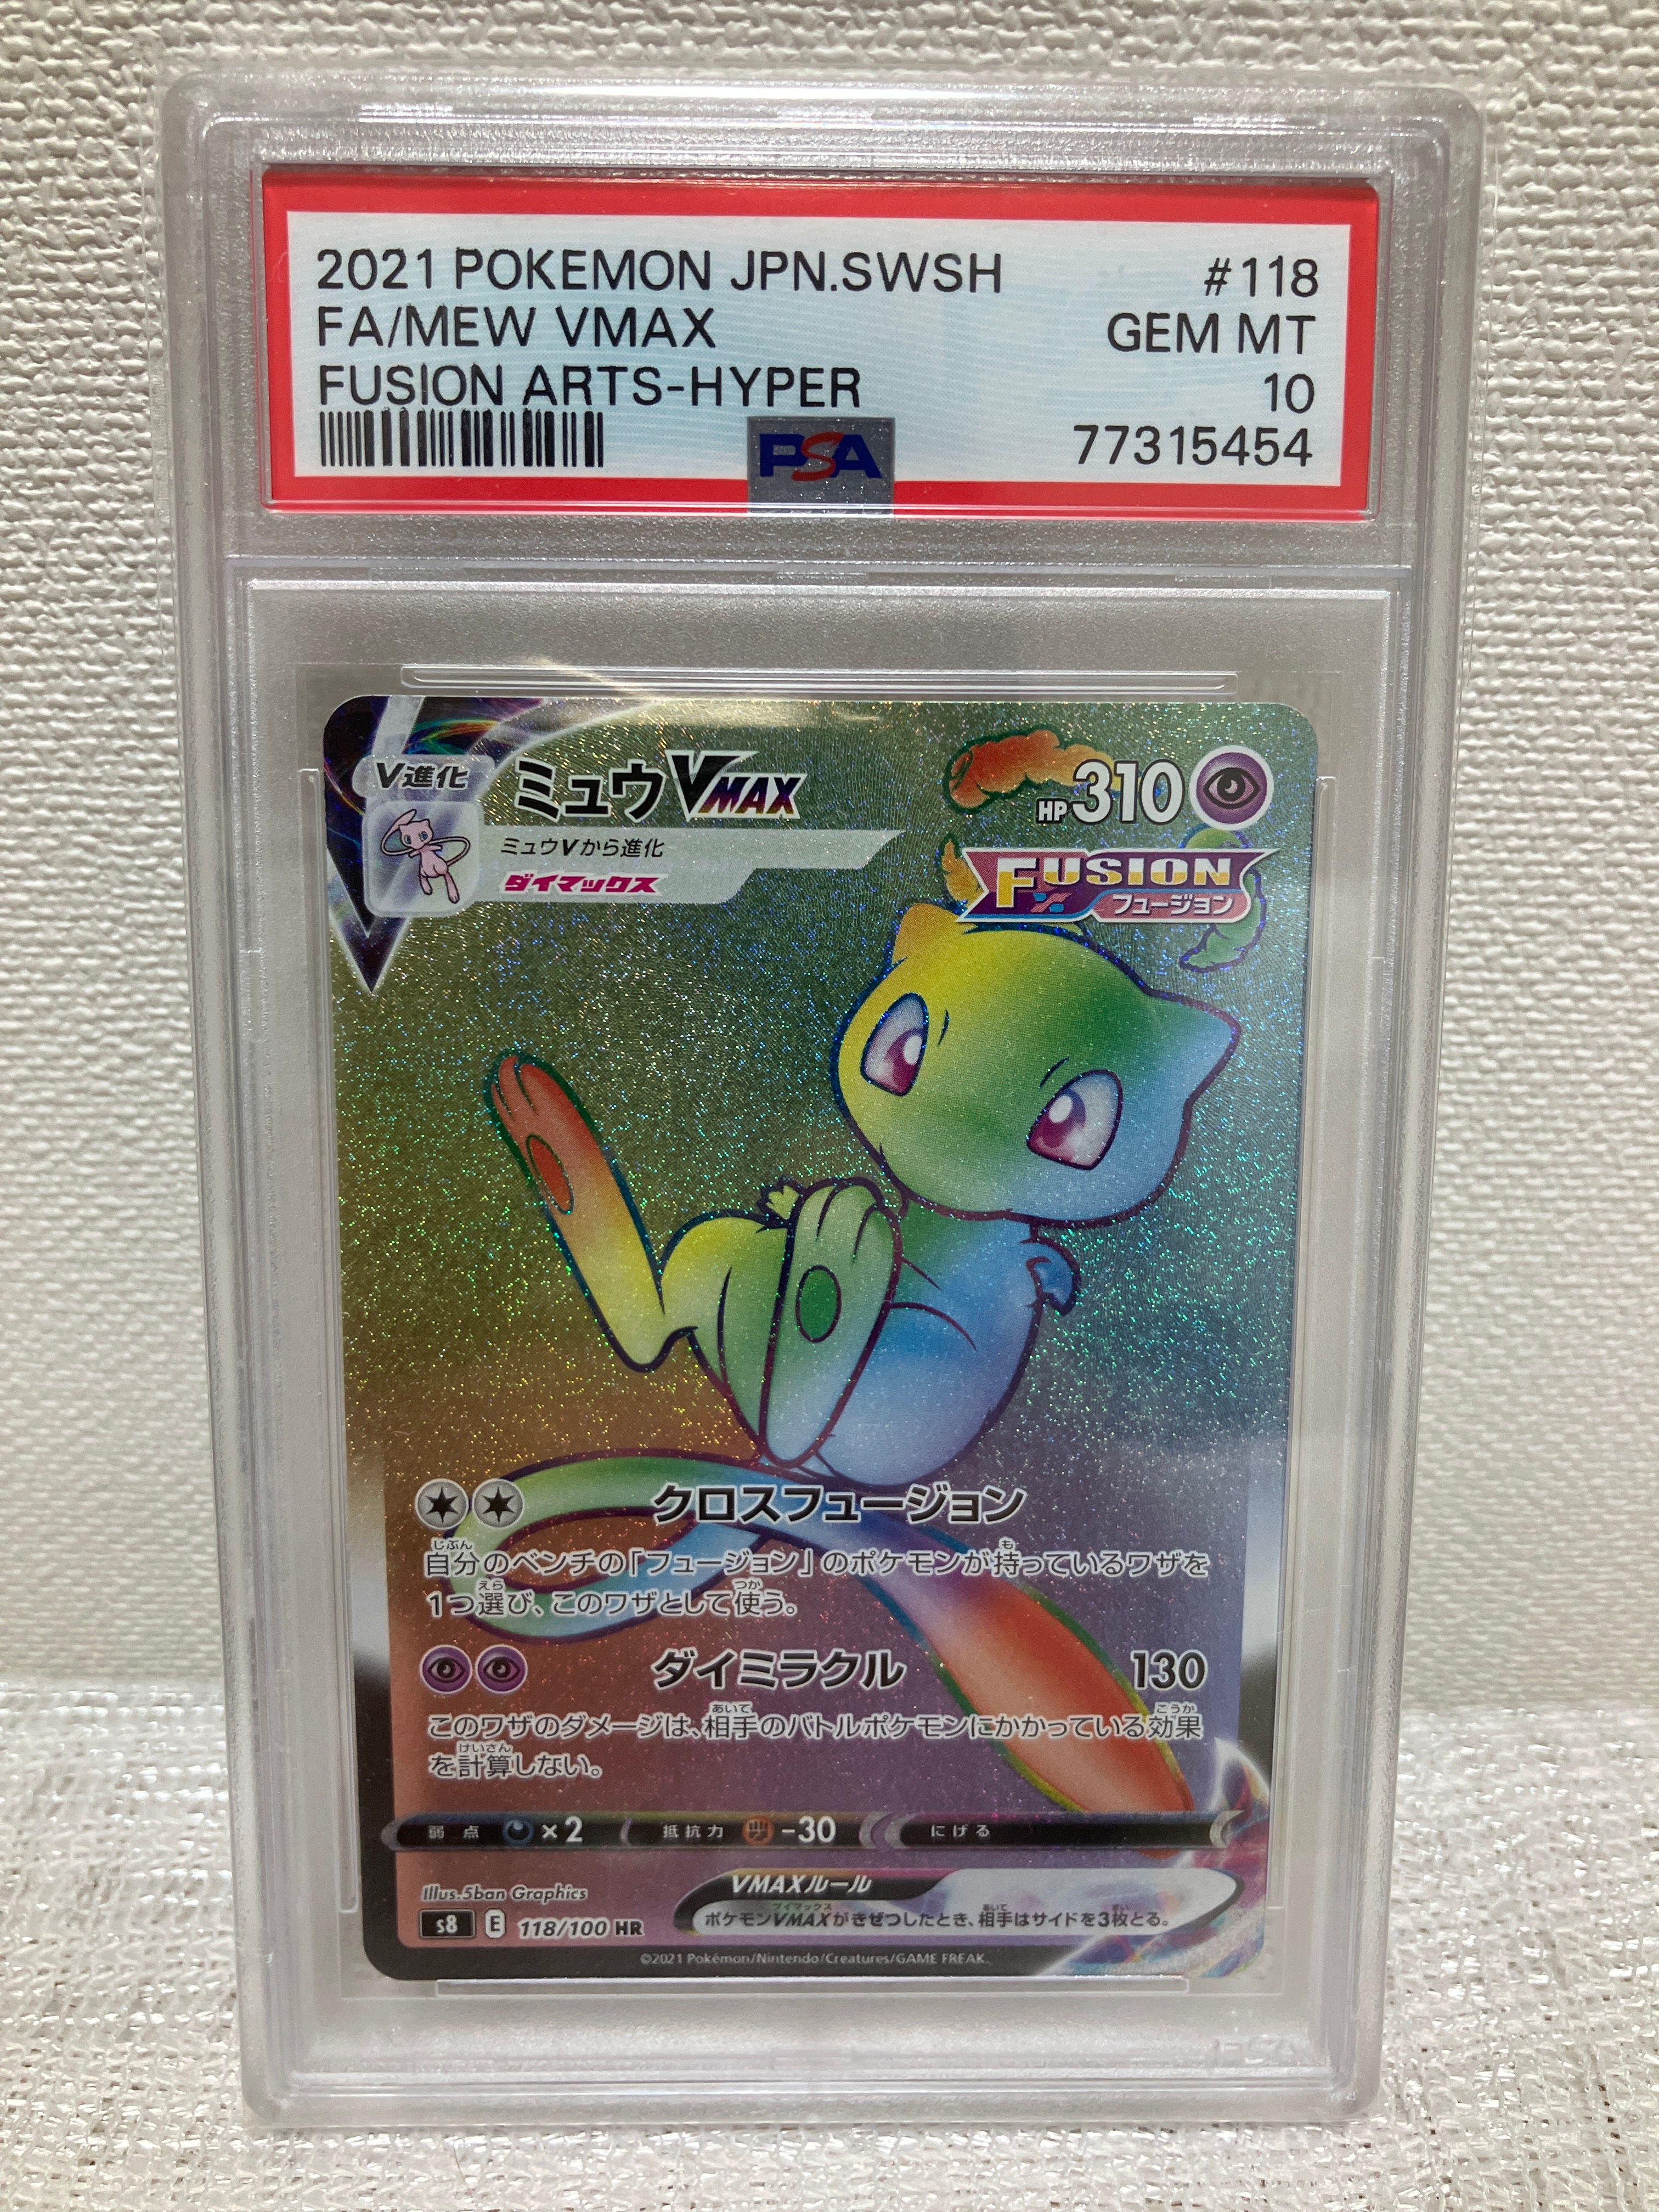 2021 POKEMON JPN.SWSH #118
FA/MEW VMAX GEM MT
FUSION ARTS-HYPER 10
PSA 77315454
V進化 ミュウVMAX HP310
ミュウVから進化
ダイマックス
FUSION
フュージョン
クロスフュージョン
自分のベンチの「フュージョン」のポケモンが持っているワザを
1つ選び、このワザとして使う。
ダイミラクル 130
このワザのダメージは、相手のバトルポケモンにかかっている効果
を計算しない。
弱点 ×2 抵抗力 -30 にげる
VMAXルール
ポケモンVMAXがきぜつしたとき、相手はサイドを3枚とる。
Illus.5ban Graphics
s8 E 118/100 HR
©2021 Pokémon/Nintendo/Creatures/GAME FREAK.